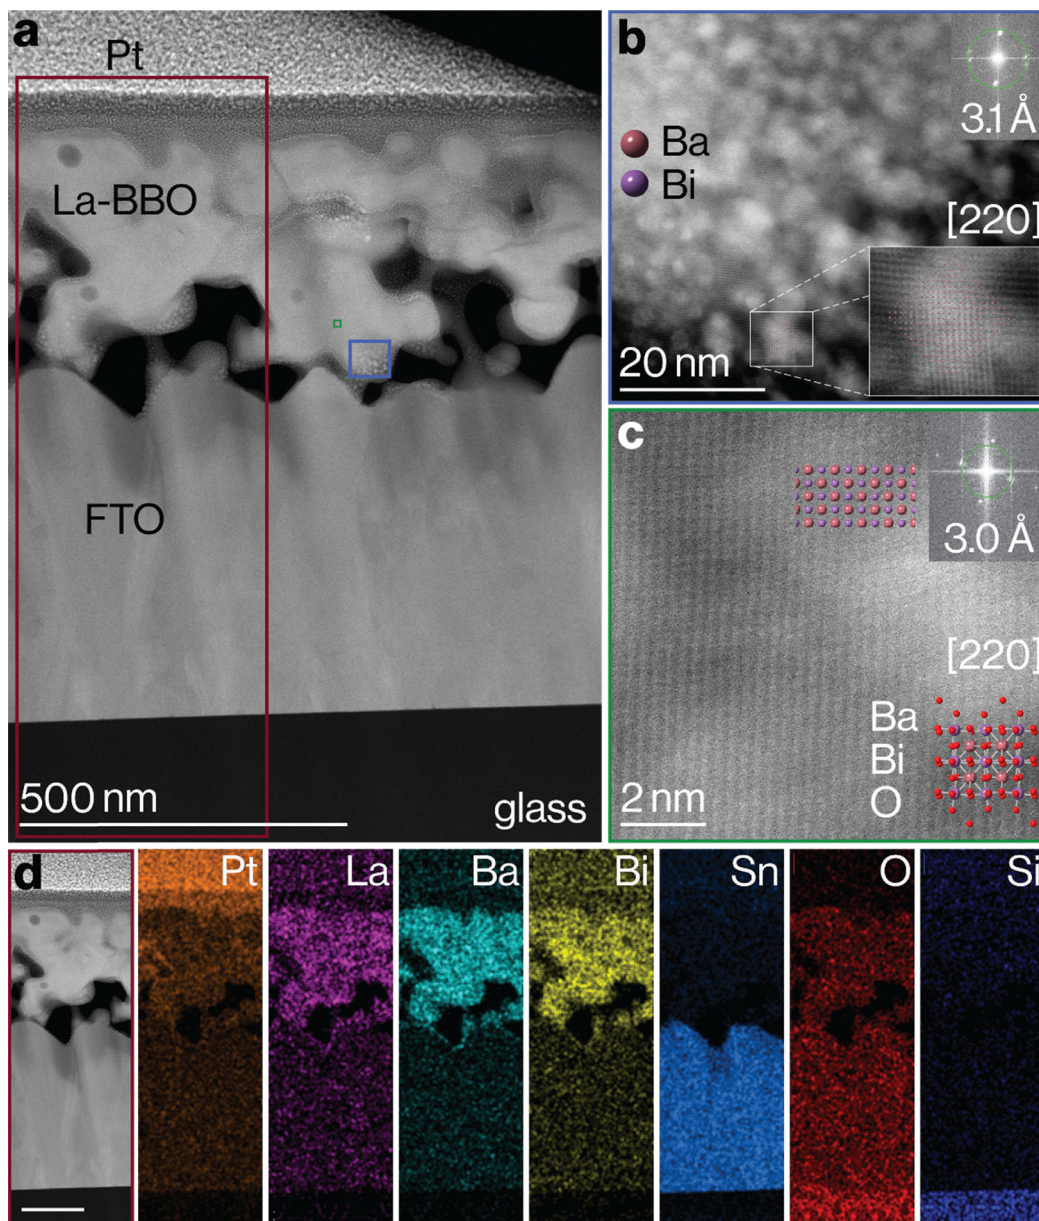 a
Pt
La-BBO
FTO
500 nm
glass
b
Ba
Bi
3.1 Å
[220]
20 nm
c
3.0 Å
[220]
Ba
Bi
O
2 nm
d
Pt
La
Ba
Bi
Sn
O
Si